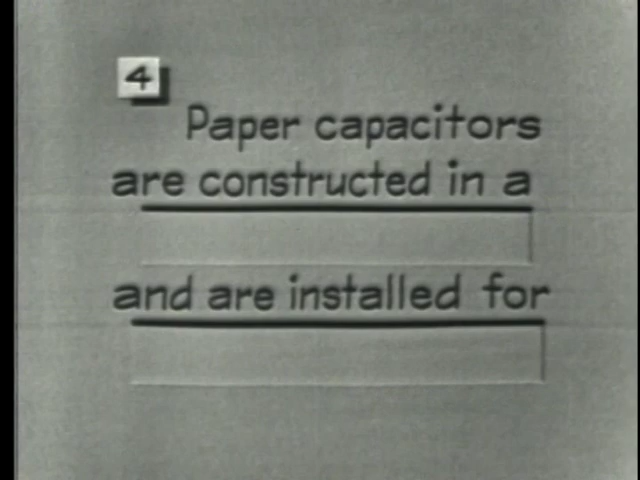 4
Paper capacitors
are constructed in a
and are installed for